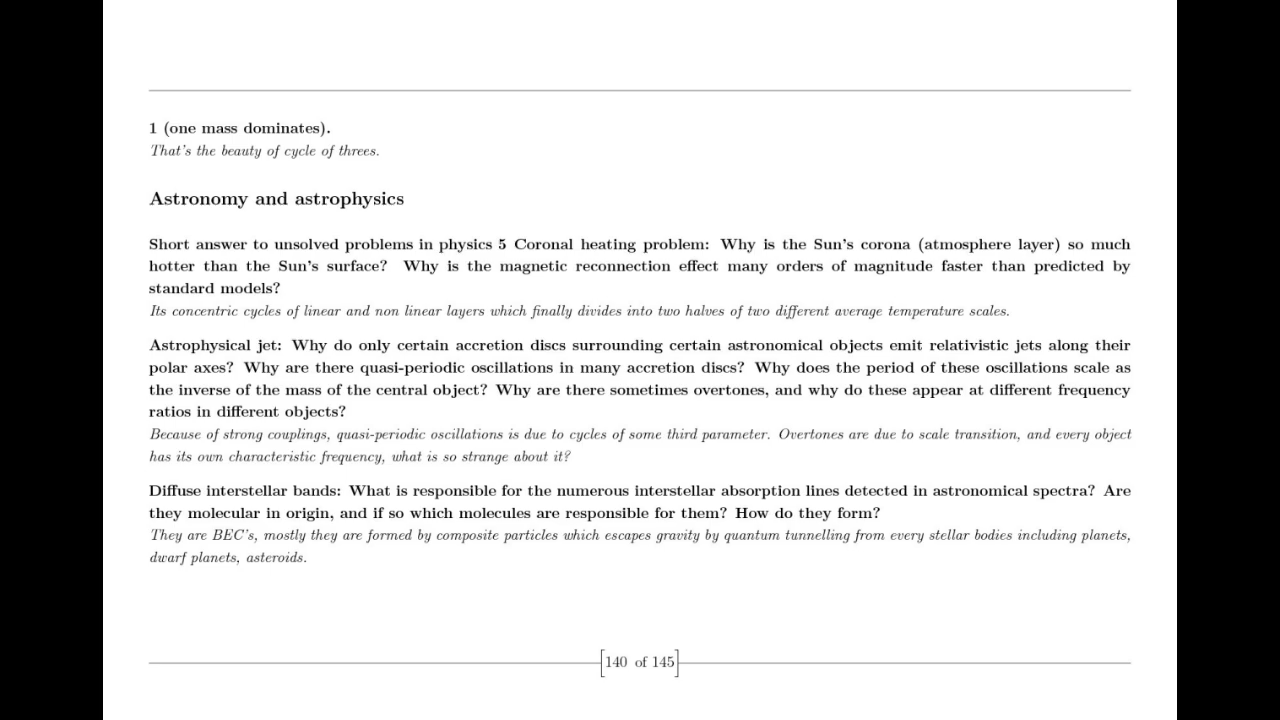 1 (one mass dominates).
That's the beauty of cycle of threes.
Astronomy and astrophysics
Short answer to unsolved problems in physics 5 Coronal heating problem: Why is the Sun's corona (atmosphere layer) so much
hotter than the Sun's surface? Why is the magnetic reconnection effect many orders of magnitude faster than predicted by
standard models?
Its concentric cycles of linear and non linear layers which finally divides into two halves of two different average temperature scales.
Astrophysical jet: Why do only certain accretion discs surrounding certain astronomical objects emit relativistic jets along their
polar axes? Why are there quasi-periodic oscillations in many accretion discs? Why does the period of these oscillations scale as
the inverse of the mass of the central object? Why are there sometimes overtones, and why do these appear at different frequency
ratios in different objects?
Because of strong couplings, quasi-periodic oscillations is due to cycles of some third parameter. Overtones are due to scale transition, and every object
has its own characteristic frequency, what is so strange about it?
Diffuse interstellar bands: What is responsible for the numerous interstellar absorption lines detected in astronomical spectra? Are
they molecular in origin, and if so which molecules are responsible for them? How do they form?
They are BEC's, mostly they are formed by composite particles which escapes gravity by quantum tunnelling from every stellar bodies including planets,
dwarf planets, asteroids.
140 of 145